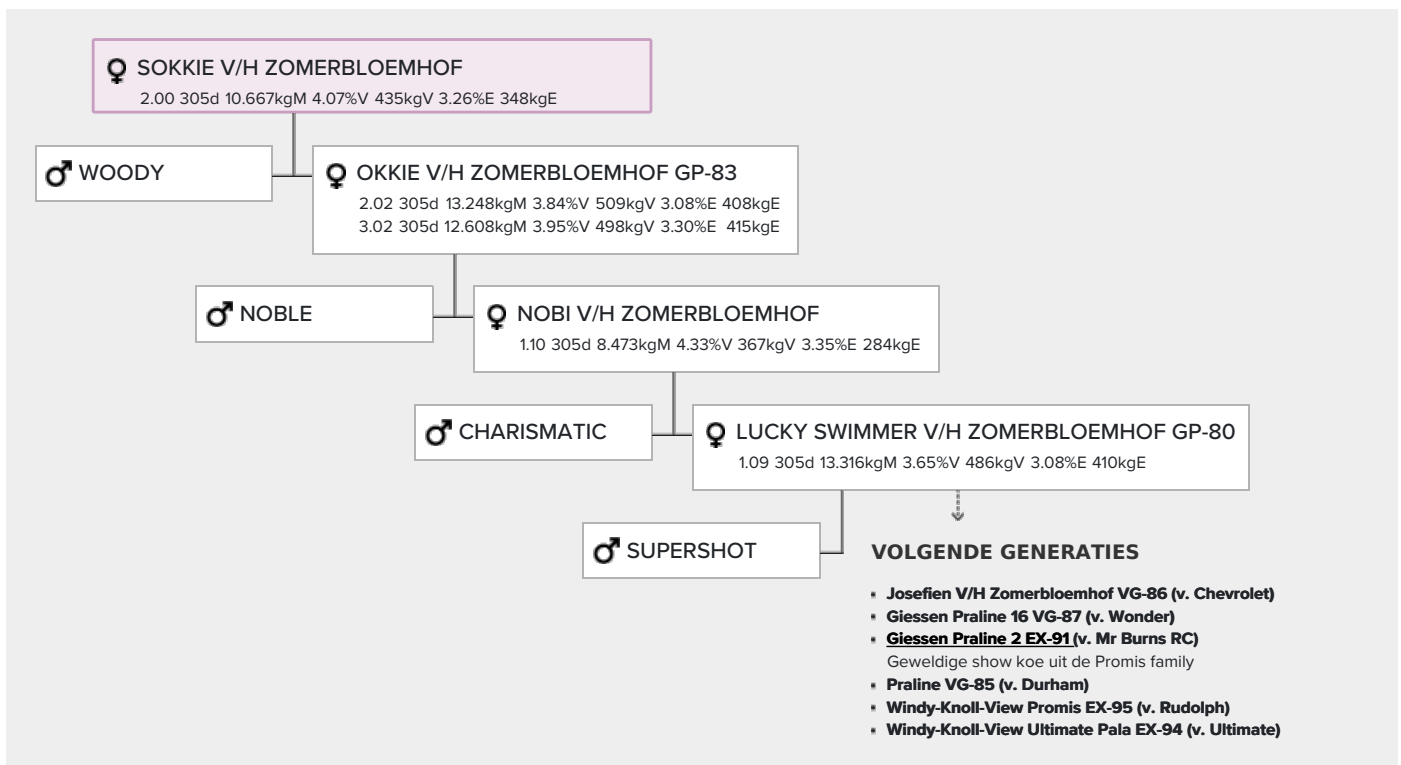 SOKKIE V/H ZOMERBLOEMHOF
2.00 305d 10.667kgM 4.07%V 435kgV 3.26%E 348kgE
WOODY
OKKIE V/H ZOMERBLOEMHOF GP-83
2.02 305d 13.248kgM 3.84%V 509kgV 3.08%E 408kgE
3.02 305d 12.608kgM 3.95%V 498kgV 3.30%E 415kgE
NOBLE
NOBI V/H ZOMERBLOEMHOF
1.10 305d 8.473kgM 4.33%V 367kgV 3.35%E 284kgE
CHARISMATIC
LUCKY SWIMMER V/H ZOMERBLOEMHOF GP-80
1.09 305d 13.316kgM 3.65%V 486kgV 3.08%E 410kgE
SUPERSHOT
VOLGENDE GENERATIES
Josefien V/H Zomerbloemhof VG-86 (v. Chevrolet)
Giessen Praline 16 VG-87 (v. Wonder)
Giessen Praline 2 EX-91 (v. Mr Burns RC)
Geweldige show koe uit de Promis family
Praline VG-85 (v. Durham)
Windy-Knoll-View Promis EX-95 (v. Rudolph)
Windy-Knoll-View Ultimate Pala EX-94 (v. Ultimate)